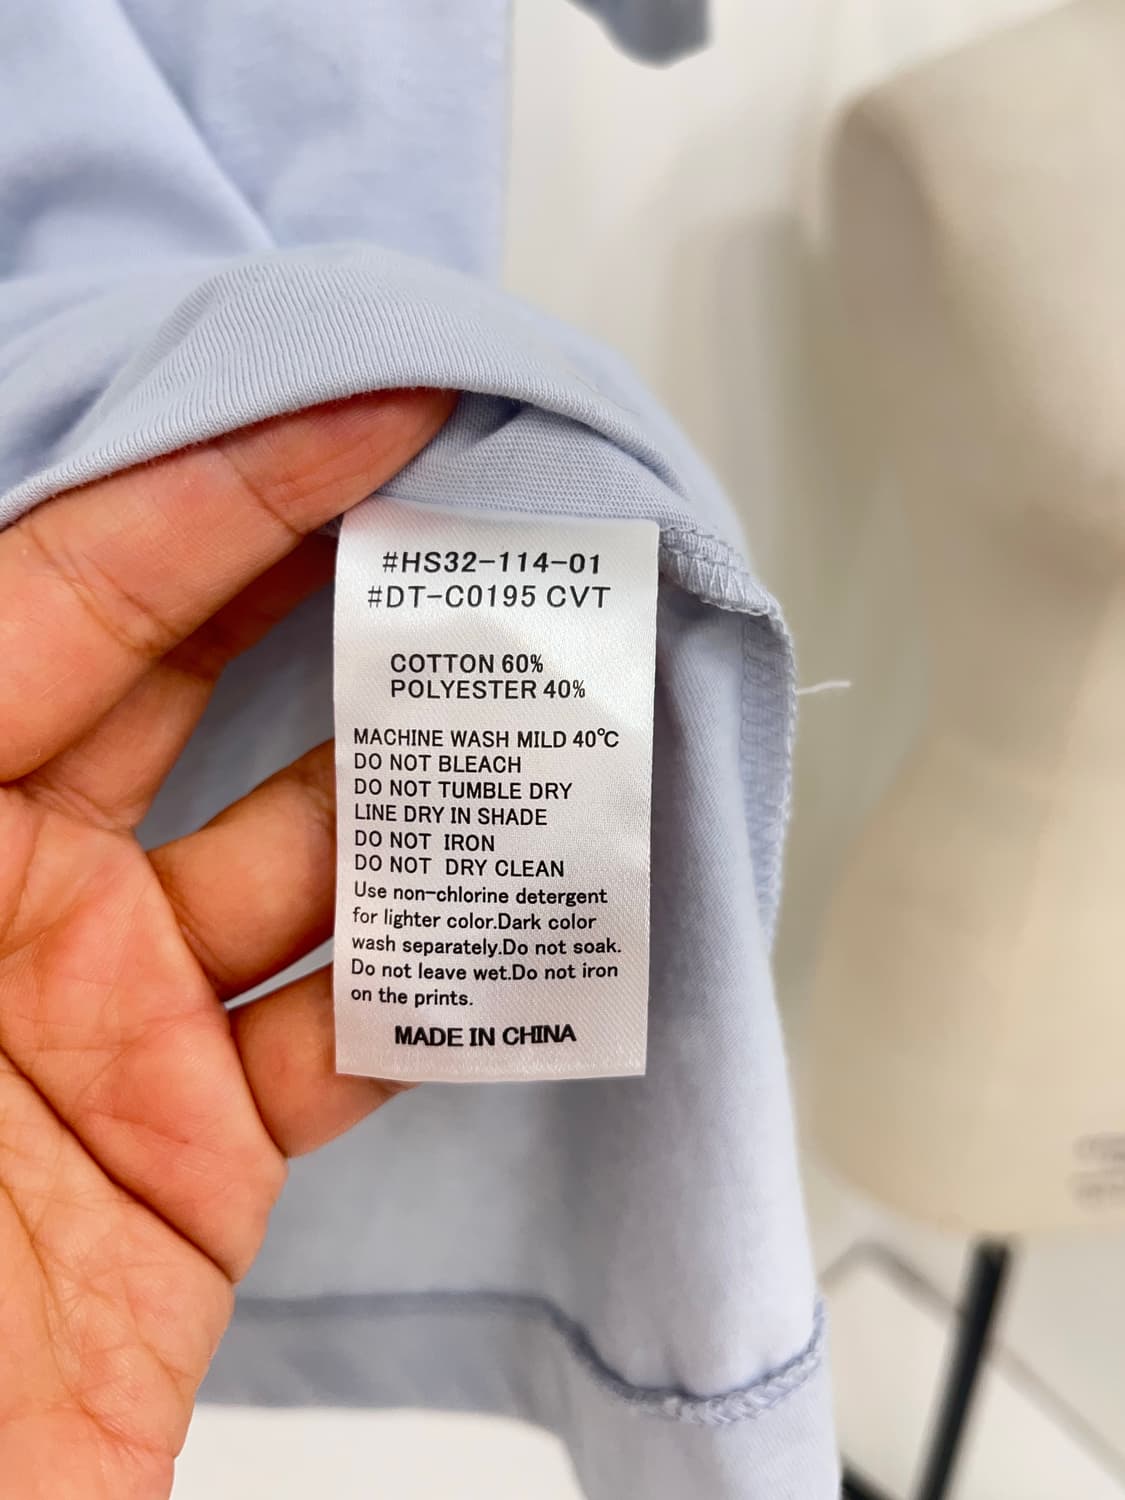 #HS32-114-01
#DT-C0195 CVT
COTTON 60%
POLYESTER 40%
MACHINE WASH MILD 40℃
DO NOT BLEACH
DO NOT TUMBLE DRY
LINE DRY IN SHADE
DO NOT IRON
DO NOT DRY CLEAN
Use non-chlorine detergent
for lighter color.Dark color
wash separately.Do not soak.
Do not leave wet.Do not iron
on the prints.
MADE IN CHINA